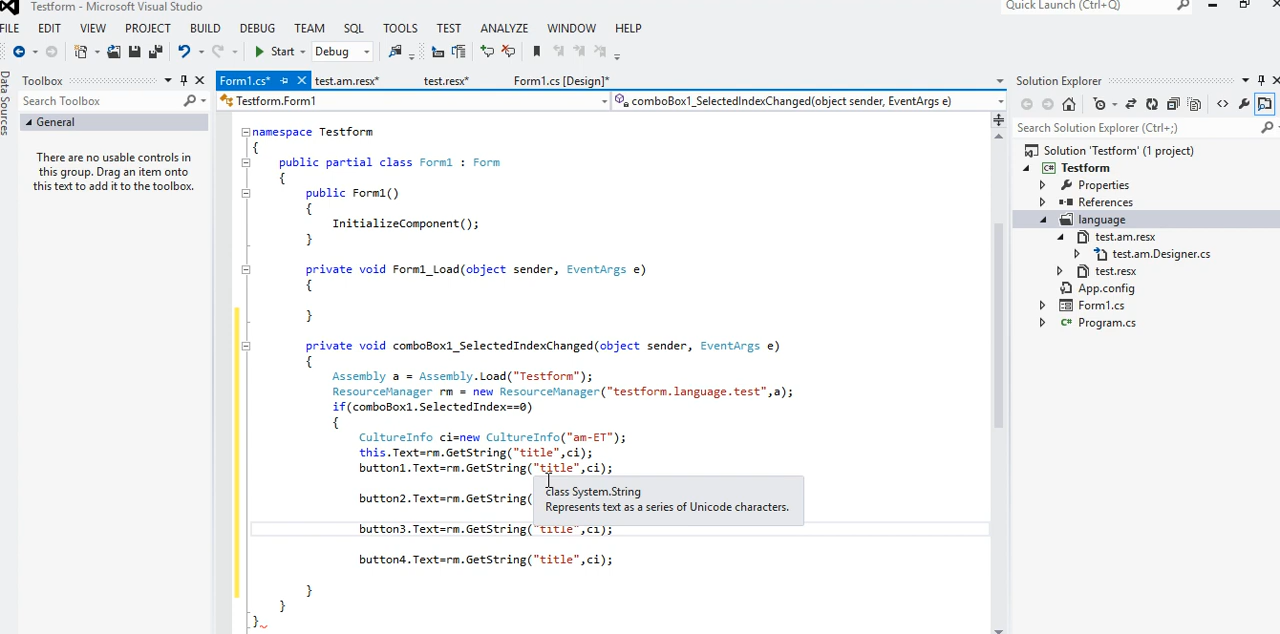 Testform - Microsoft Visual Studio
Quick Launch (Ctrl+Q)
FILE EDIT VIEW PROJECT BUILD DEBUG TEAM SQL TOOLS TEST ANALYZE WINDOW HELP
Start Debug
Data Sources
Toolbox
Search Toolbox
General
There are no usable controls in
this group. Drag an item onto
this text to add it to the toolbox.
Form1.cs* test.am.resx* test.resx* Form1.cs [Design]*
Testform.Form1 comboBox1_SelectedIndexChanged(object sender, EventArgs e)
namespace Testform
{
public partial class Form1 : Form
{
public Form1()
{
InitializeComponent();
}
private void Form1_Load(object sender, EventArgs e)
{
}
private void comboBox1_SelectedIndexChanged(object sender, EventArgs e)
{
Assembly a = Assembly.Load("Testform");
ResourceManager rm = new ResourceManager("testform.language.test",a);
if(comboBox1.SelectedIndex==0)
{
CultureInfo ci=new CultureInfo("am-ET");
this.Text=rm.GetString("title",ci);
button1.Text=rm.GetString("title",ci);
class System.String
Represents text as a series of Unicode characters.
button2.Text=rm.GetString(
button3.Text=rm.GetString("title",ci);
button4.Text=rm.GetString("title",ci);
}
}
}
Solution Explorer
Search Solution Explorer (Ctrl+;)
Solution 'Testform' (1 project)
Testform
Properties
References
language
test.am.resx
test.am.Designer.cs
test.resx
App.config
Form1.cs
Program.cs